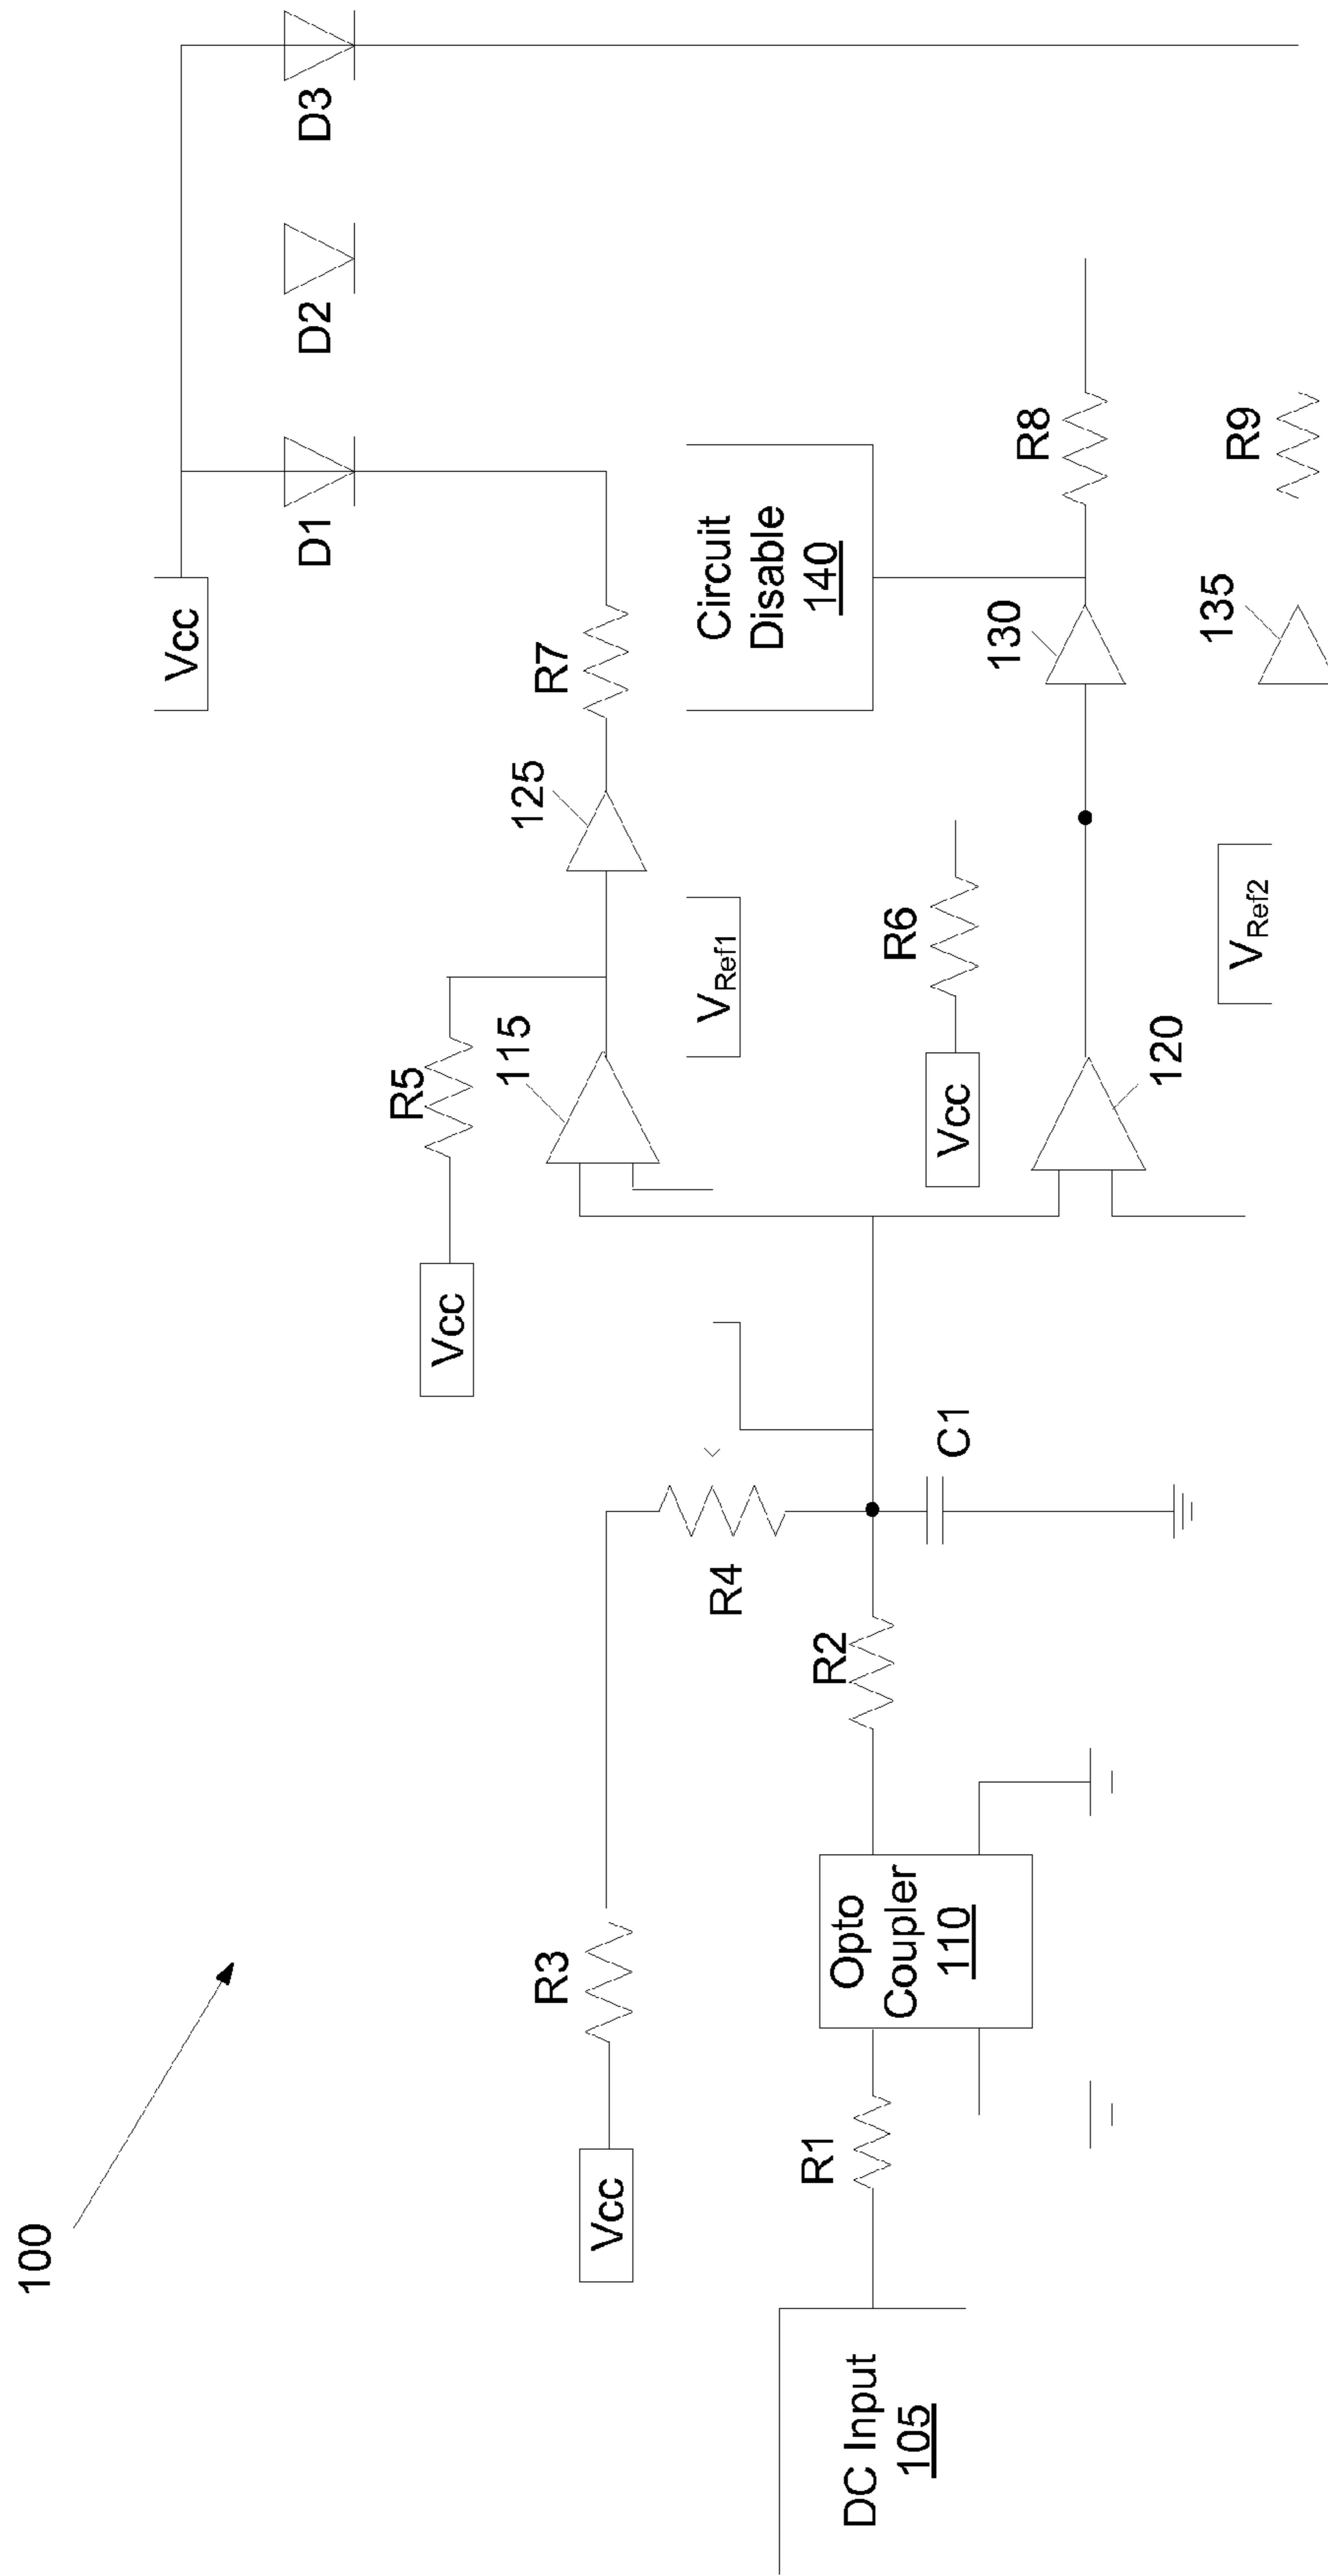 100
Vcc
D1
D2
D3
Vcc
R5
115
125
R7
Vcc
R3
R4
VRef1
Circuit
Disable
140
DC Input
105
R1
Opto
Coupler
110
R2
C1
Vcc
R6
130
R8
120
VRef2
135
R9